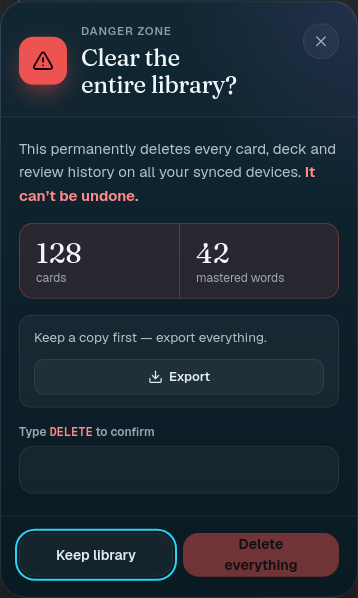 DANGER ZONE
Clear the
entire library?
This permanently deletes every card, deck and
review history on all your synced devices. It
can’t be undone.
128
cards
42
mastered words
Keep a copy first — export everything.
Export
Type DELETE to confirm
Keep library
Delete
everything